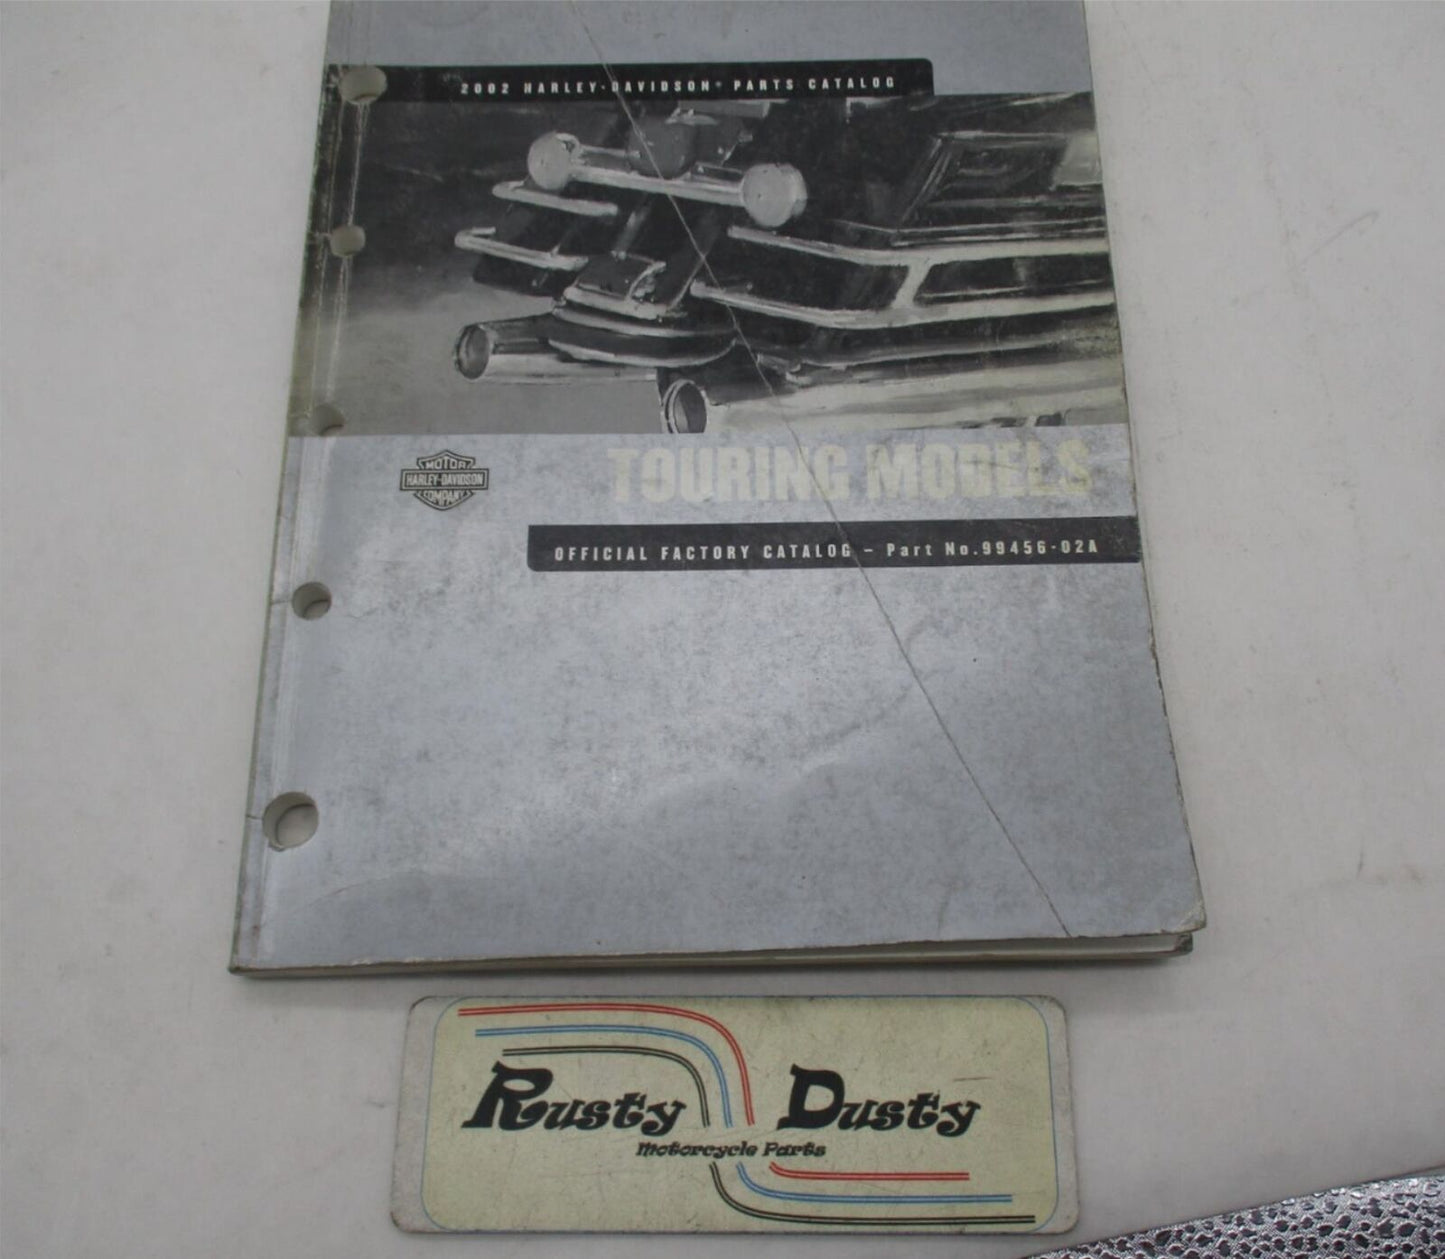 2002 HARLEY-DAVIDSON® PARTS CATALOG
MOTOR
HARLEY-DAVIDSON
COMPANY
TOURING MODELS
OFFICIAL FACTORY CATALOG – Part No.99456-02A
Rusty Dusty
Motorcycle Parts